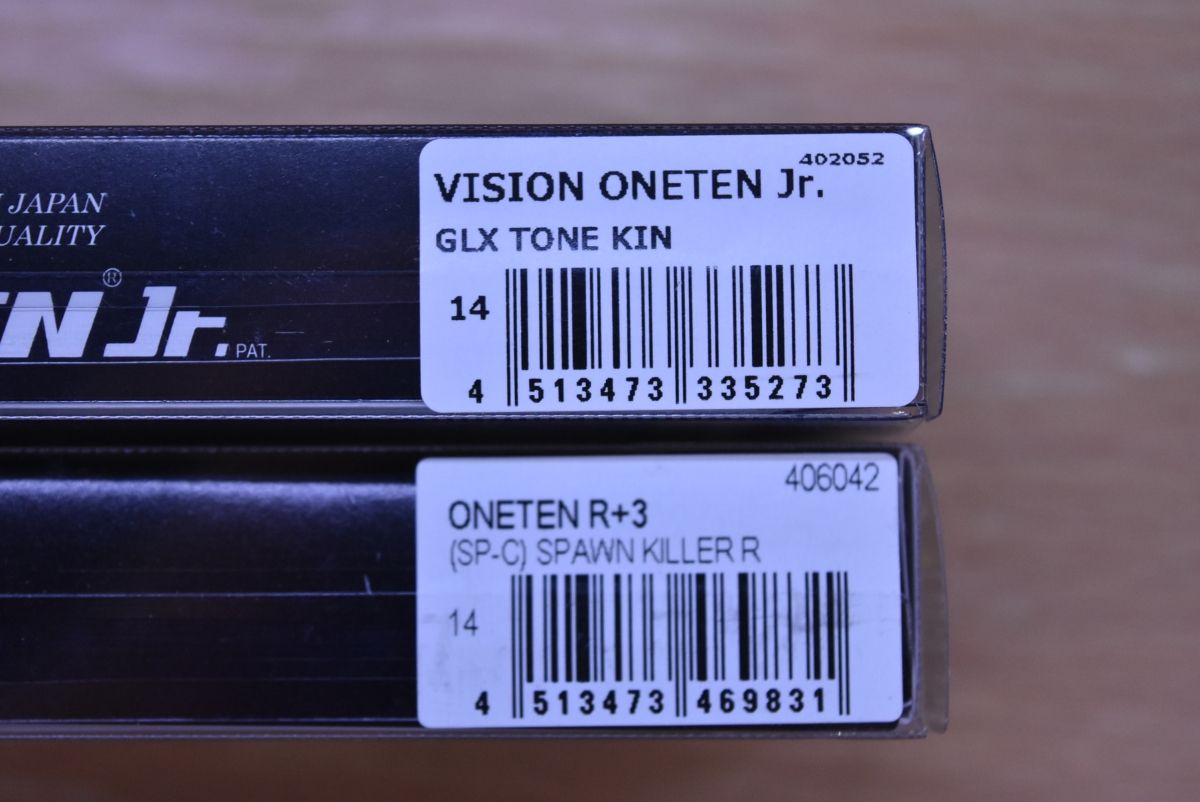 JAPAN
UALITY
EN® Jr. PAT.
402052
VISION ONETEN Jr.
GLX TONE KIN
14
4 513473 335273
406042
ONETEN R+3
(SP-C) SPAWN KILLER R
14
4 513473 469831